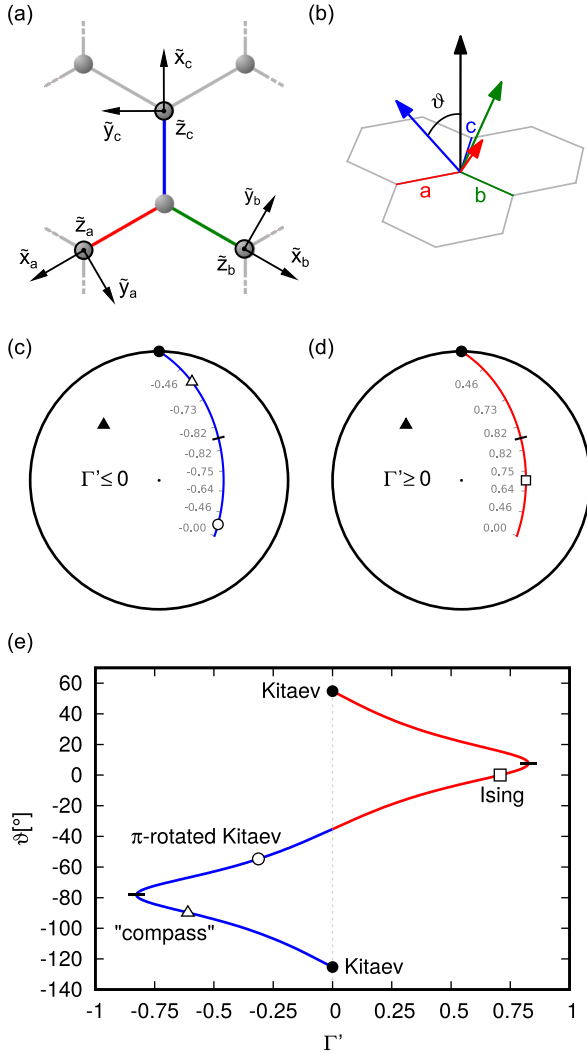 (a)
(b)
x̃c
ỹc
z̃c
ỹb
z̃a
x̃a
ỹa
z̃b
x̃b
ϑ
c
a
b
(c)
(d)
-0.46
-0.73
-0.82
-0.82
-0.75
-0.64
-0.46
-0.00
Γ'≤0
0.46
0.73
0.82
0.82
0.75
0.64
0.46
0.00
Γ'≥0
(e)
ϑ[°]
60
40
20
0
-20
-40
-60
-80
-100
-120
-140
Kitaev
Ising
π-rotated Kitaev
"compass"
Kitaev
-1 -0.75 -0.5 -0.25 0 0.25 0.5 0.75 1
Γ'